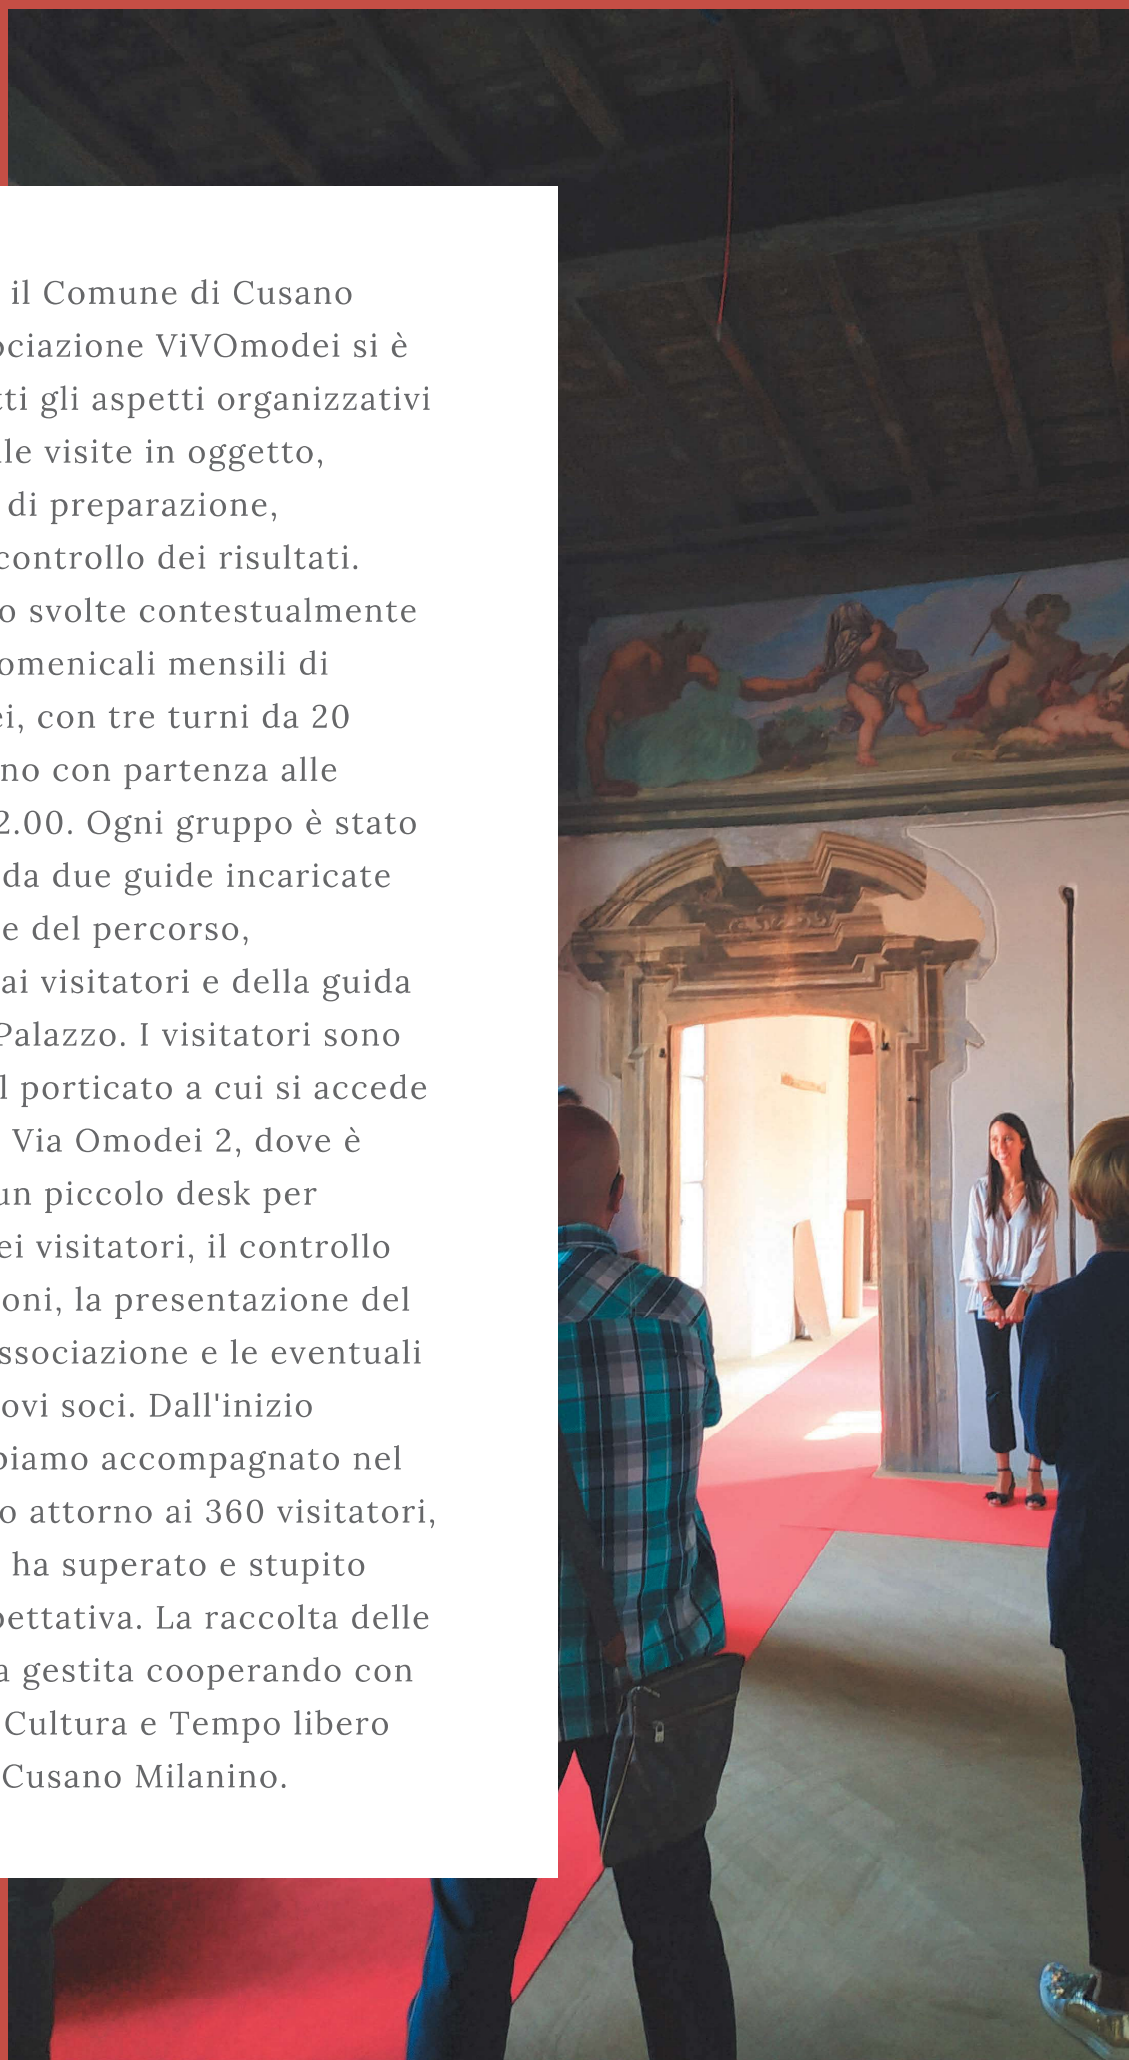 il Comune di Cusano
ociazione ViVOmodei si è
tti gli aspetti organizzativi
lle visite in oggetto,
di preparazione,
controllo dei risultati.
o svolte contestualmente
omenicali mensili di
ei, con tre turni da 20
no con partenza alle
2.00. Ogni gruppo è stato
da due guide incaricate
e del percorso,
ai visitatori e della guida
Palazzo. I visitatori sono
l porticato a cui si accede
Via Omodei 2, dove è
un piccolo desk per
ei visitatori, il controllo
oni, la presentazione del
ssociazione e le eventuali
ovi soci. Dall'inizio
biamo accompagnato nel
o attorno ai 360 visitatori,
ha superato e stupito
pettativa. La raccolta delle
a gestita cooperando con
Cultura e Tempo libero
Cusano Milanino.